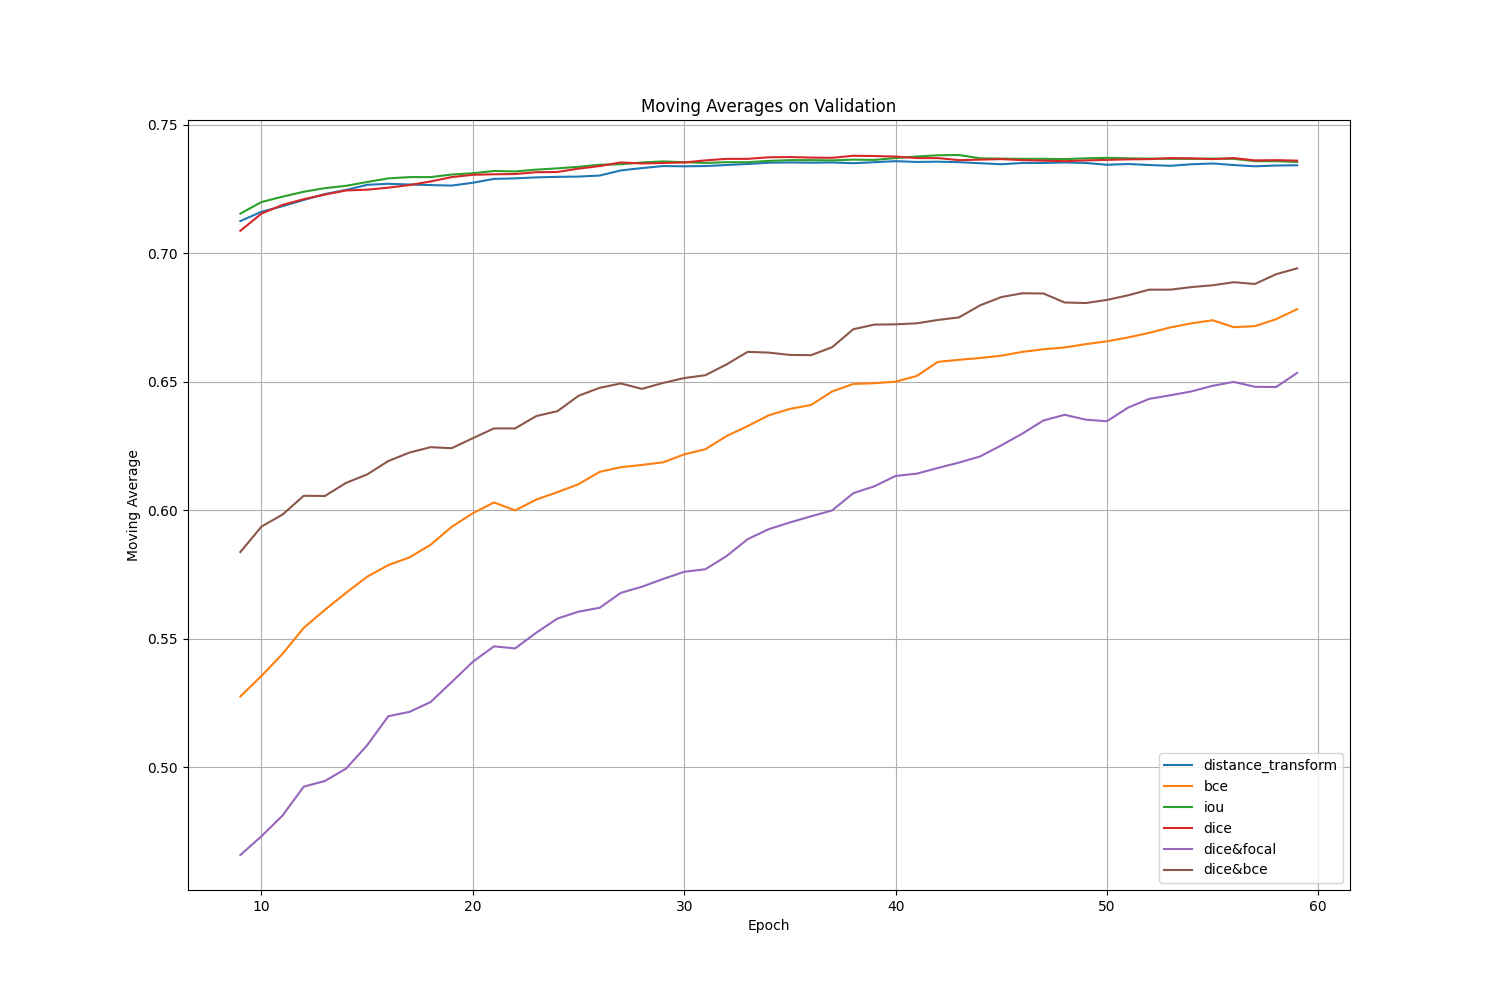 Moving Averages on Validation
0.75
0.70
0.65
0.60
0.55
0.50
Moving Average
10
20
30
40
50
60
Epoch
distance_transform
bce
iou
dice
dice&focal
dice&bce